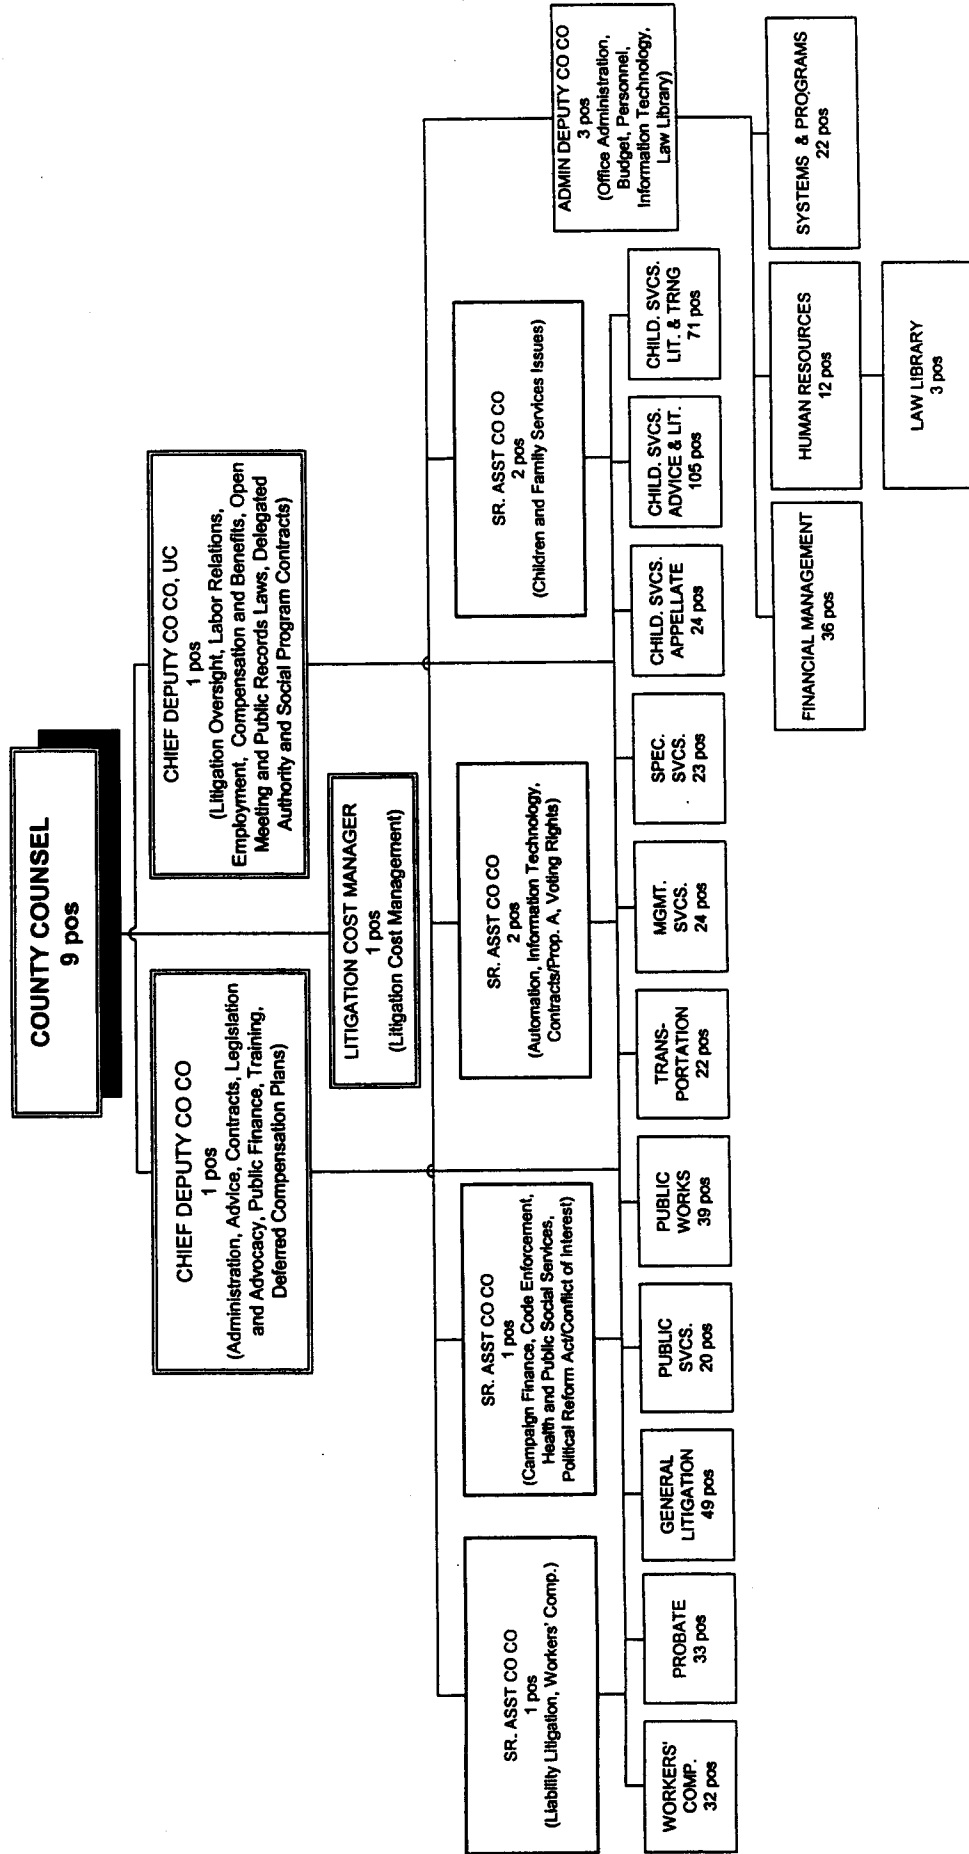 COUNTY COUNSEL
9 pos
CHIEF DEPUTY CO CO
1 pos
(Administration, Advice, Contracts, Legislation
and Advocacy, Public Finance, Training,
Deferred Compensation Plans)
CHIEF DEPUTY CO CO, UC
1 pos
(Litigation Oversight, Labor Relations,
Employment, Compensation and Benefits, Open
Meeting and Public Records Laws, Delegated
Authority and Social Program Contracts)
LITIGATION COST MANAGER
1 pos
(Litigation Cost Management)
SR. ASST CO CO
1 pos
(Liability Litigation, Workers' Comp.)
SR. ASST CO CO
1 pos
(Campaign Finance, Code Enforcement,
Health and Public Social Services,
Political Reform Act/Conflict of Interest)
SR. ASST CO CO
2 pos
(Automation, Information Technology,
Contracts/Prop. A, Voting Rights)
SR. ASST CO CO
2 pos
(Children and Family Services Issues)
ADMIN DEPUTY CO CO
3 pos
(Office Administration,
Budget, Personnel,
Information Technology,
Law Library)
WORKERS'
COMP.
32 pos
PROBATE
33 pos
GENERAL
LITIGATION
49 pos
PUBLIC
SVCS.
20 pos
PUBLIC
WORKS
39 pos
TRANS-
PORTATION
22 pos
MGMT.
SVCS.
24 pos
SPEC.
SVCS.
23 pos
CHILD. SVCS.
APPELLATE
24 pos
CHILD. SVCS.
ADVICE & LIT.
105 pos
CHILD. SVCS.
LIT. & TRNG
71 pos
FINANCIAL MANAGEMENT
36 pos
HUMAN RESOURCES
12 pos
SYSTEMS & PROGRAMS
22 pos
LAW LIBRARY
3 pos